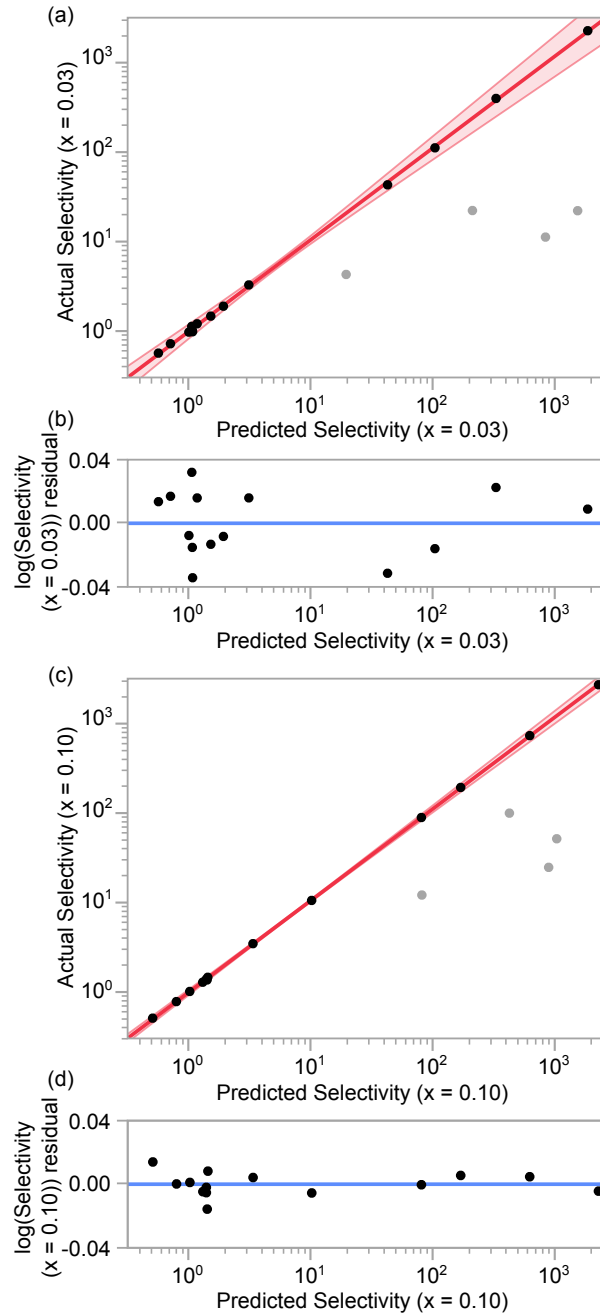 (a)
Actual Selectivity (x = 0.03)
10³
10²
10¹
10⁰
10⁰ 10¹ 10² 10³
Predicted Selectivity (x = 0.03)
(b)
log(Selectivity
(x = 0.03)) residual
0.04
0.00
-0.04
10⁰ 10¹ 10² 10³
Predicted Selectivity (x = 0.03)
(c)
Actual Selectivity (x = 0.10)
10³
10²
10¹
10⁰
10⁰ 10¹ 10² 10³
Predicted Selectivity (x = 0.10)
(d)
log(Selectivity
(x = 0.10)) residual
0.04
0.00
-0.04
10⁰ 10¹ 10² 10³
Predicted Selectivity (x = 0.10)